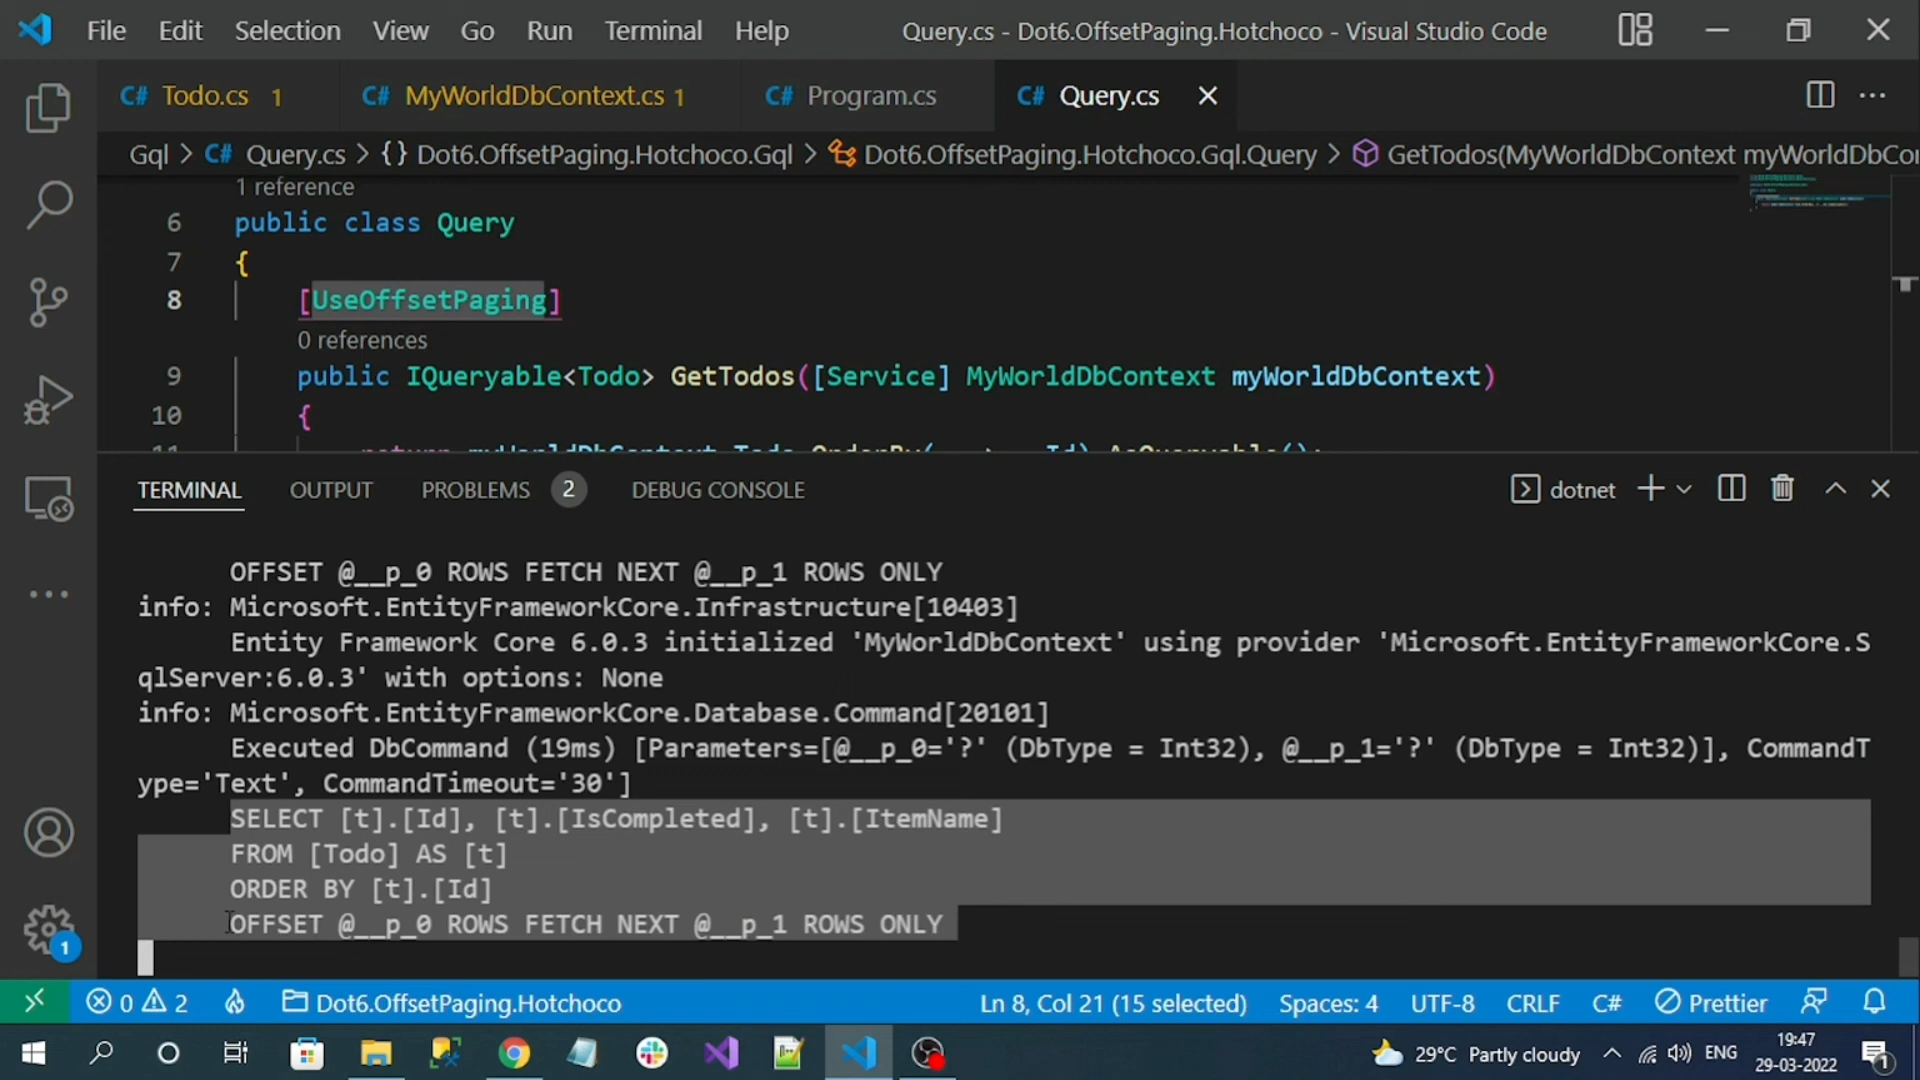 File Edit Selection View Go Run Terminal Help Query.cs - Dot6.OffsetPaging.Hotchoco - Visual Studio Code
C# Todo.cs 1 C# MyWorldDbContext.cs 1 C# Program.cs C# Query.cs
Gql > C# Query.cs > {} Dot6.OffsetPaging.Hotchoco.Gql > Dot6.OffsetPaging.Hotchoco.Gql.Query > GetTodos(MyWorldDbContext myWorldDbCo
1 reference
6 public class Query
7 {
8 [UseOffsetPaging]
0 references
9 public IQueryable<Todo> GetTodos([Service] MyWorldDbContext myWorldDbContext)
10 {
TERMINAL OUTPUT PROBLEMS 2 DEBUG CONSOLE dotnet
OFFSET @__p_0 ROWS FETCH NEXT @__p_1 ROWS ONLY
info: Microsoft.EntityFrameworkCore.Infrastructure[10403]
Entity Framework Core 6.0.3 initialized 'MyWorldDbContext' using provider 'Microsoft.EntityFrameworkCore.S
qlServer:6.0.3' with options: None
info: Microsoft.EntityFrameworkCore.Database.Command[20101]
Executed DbCommand (19ms) [Parameters=[@__p_0='?' (DbType = Int32), @__p_1='?' (DbType = Int32)], CommandT
ype='Text', CommandTimeout='30']
SELECT [t].[Id], [t].[IsCompleted], [t].[ItemName]
FROM [Todo] AS [t]
ORDER BY [t].[Id]
OFFSET @__p_0 ROWS FETCH NEXT @__p_1 ROWS ONLY
1
0 2 Dot6.OffsetPaging.Hotchoco Ln 8, Col 21 (15 selected) Spaces: 4 UTF-8 CRLF C# Prettier
29°C Partly cloudy ENG 19:47
29-03-2022 1